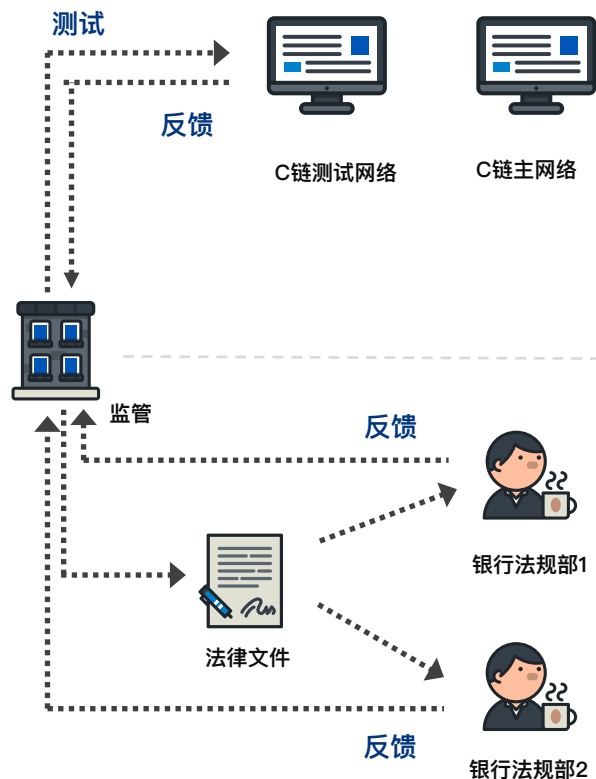 测试
反馈
C链测试网络
C链主网络
监管
反馈
银行法规部1
法律文件
反馈
银行法规部2